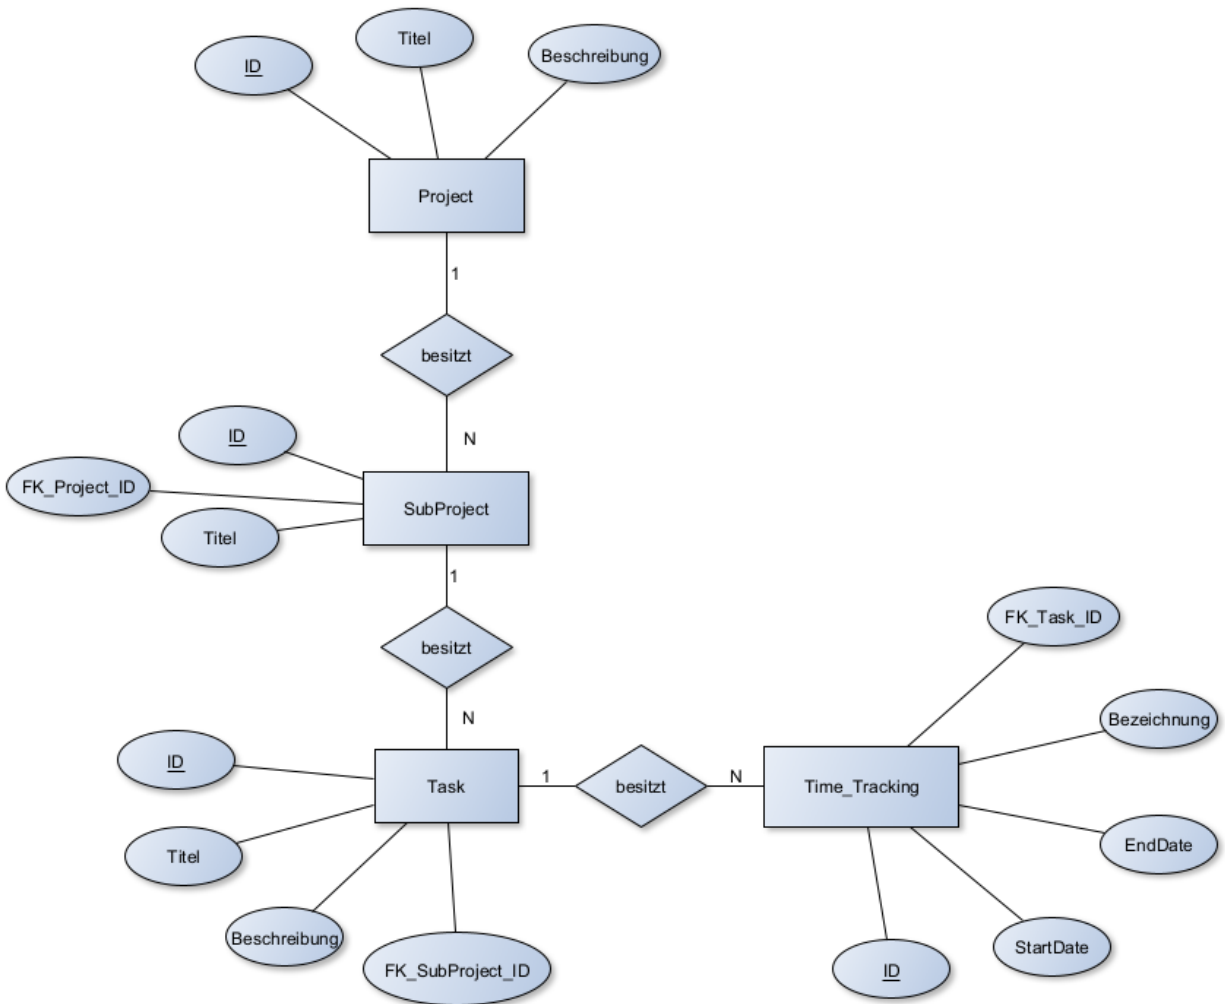 Titel
Beschreibung
ID
Project
1
besitzt
N
ID
FK_Project_ID
SubProject
Titel
1
FK_Task_ID
besitzt
N
Bezeichnung
ID
Task
1
besitzt
N
Time_Tracking
EndDate
Titel
Beschreibung
StartDate
FK_SubProject_ID
ID